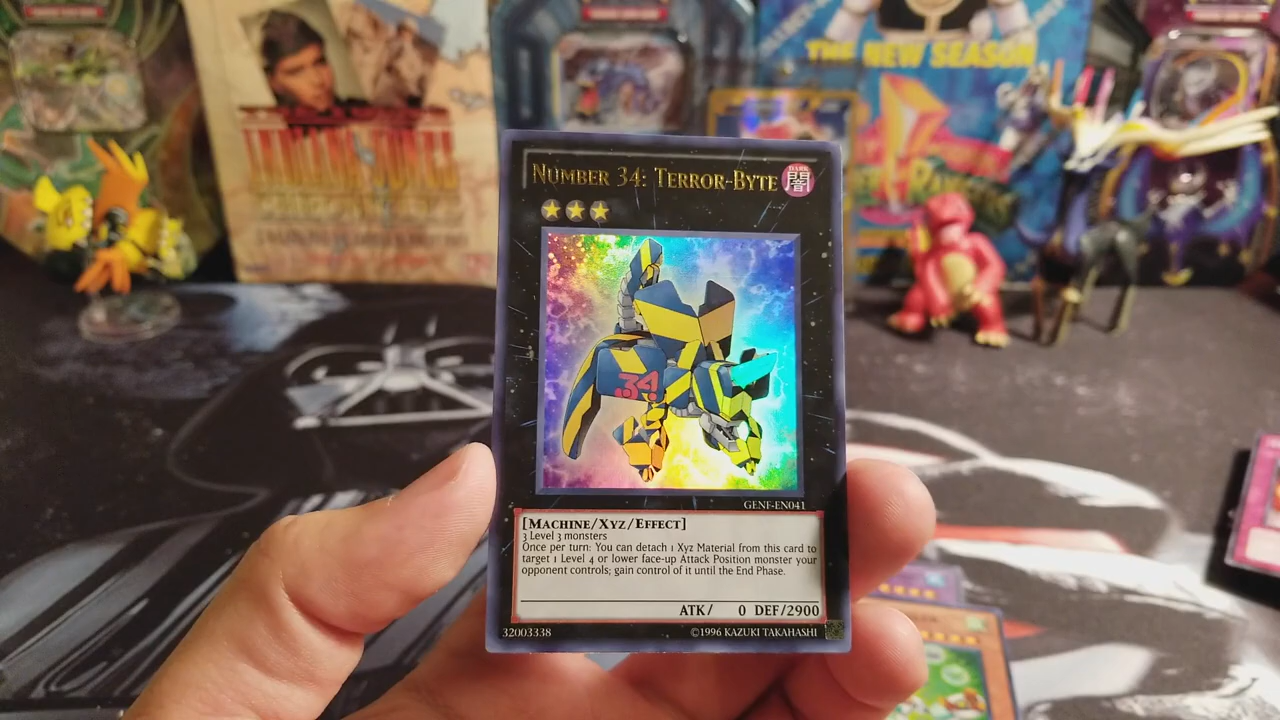 THE NEW SEASON
NUMBER 34: TERROR-BYTE
DARK
闇
34
GENF-EN041
[MACHINE/XYZ/EFFECT]
3 Level 3 monsters
Once per turn: You can detach 1 Xyz Material from this card to
target 1 Level 4 or lower face-up Attack Position monster your
opponent controls; gain control of it until the End Phase.
ATK/ 0 DEF/2900
32003338
©1996 KAZUKI TAKAHASHI